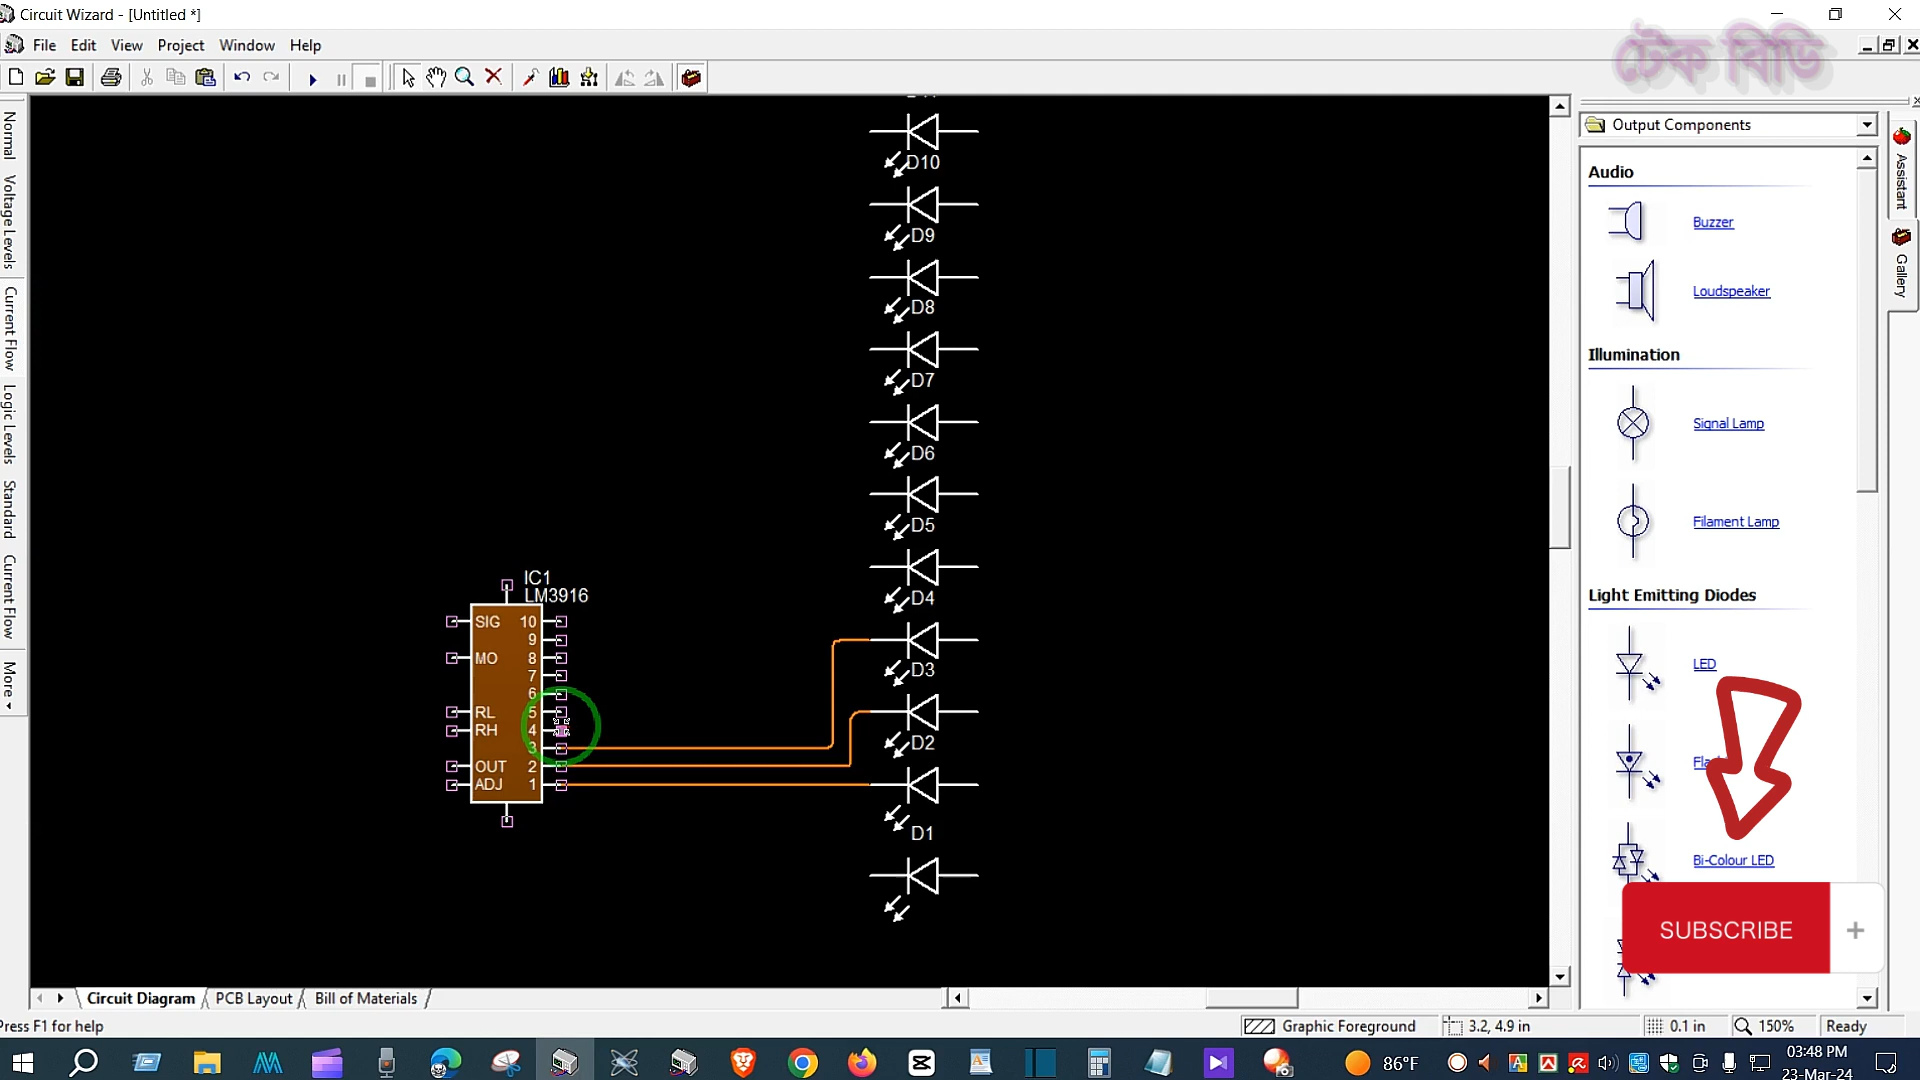 Circuit Wizard - [Untitled *]
File Edit View Project Window Help
টেক বিডি
Normal
Voltage Levels
Current Flow
Logic Levels
Standard
Current Flow
More
D10
D9
D8
D7
D6
D5
D4
D3
D2
D1
IC1
LM3916
SIG 10
9
MO 8
7
6
RL 5
RH 4
3
OUT 2
ADJ 1
Output Components
Assistant
Gallery
Audio
Buzzer
Loudspeaker
Illumination
Signal Lamp
Filament Lamp
Light Emitting Diodes
LED
Bi-Colour LED
SUBSCRIBE +
Circuit Diagram PCB Layout Bill of Materials
Press F1 for help Graphic Foreground 3.2, 4.9 in 0.1 in 150% Ready
86°F
03:48 PM
23-Mar-24